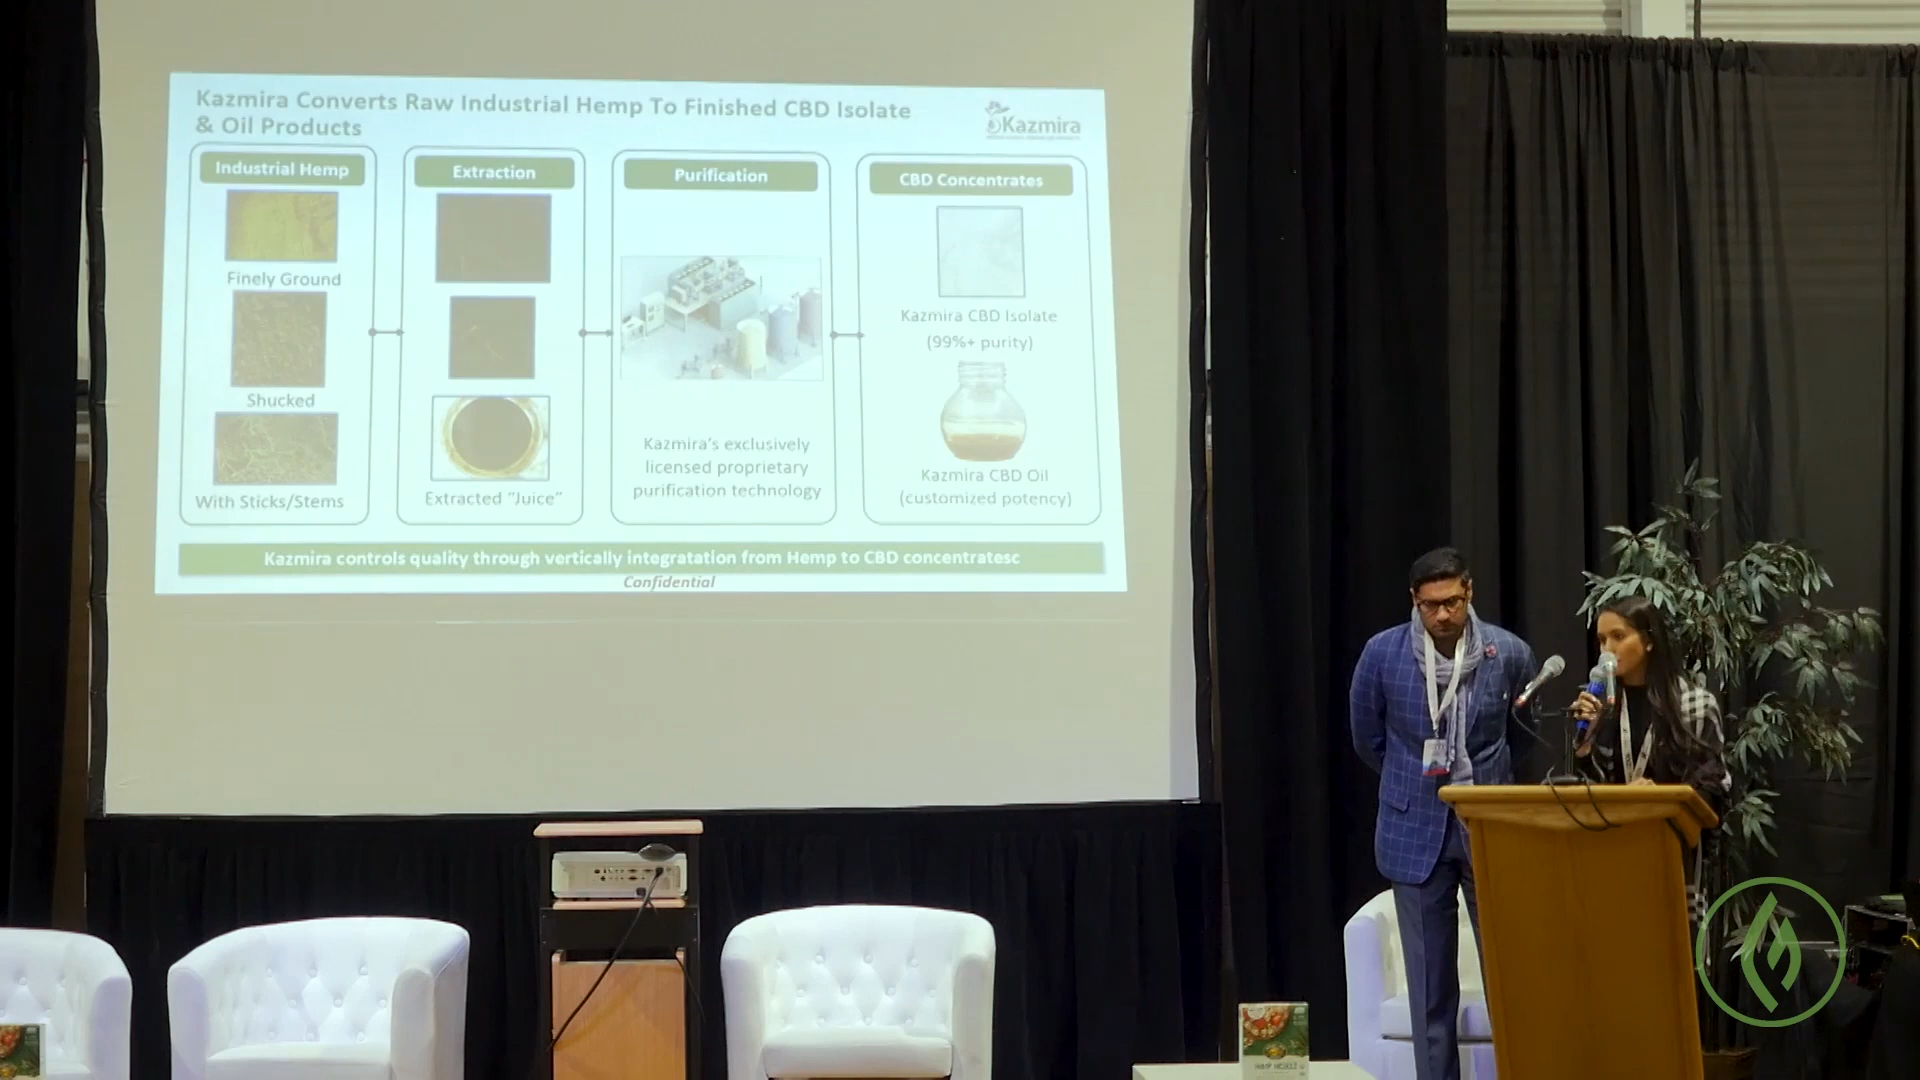 Kazmira Converts Raw Industrial Hemp To Finished CBD Isolate
& Oil Products
Kazmira
Industrial Hemp
Finely Ground
Shucked
With Sticks/Stems
Extraction
Extracted "Juice"
Purification
Kazmira's exclusively
licensed proprietary
purification technology
CBD Concentrates
Kazmira CBD Isolate
(99%+ purity)
Kazmira CBD Oil
(customized potency)
Kazmira controls quality through vertically integratation from Hemp to CBD concentratesc
Confidential